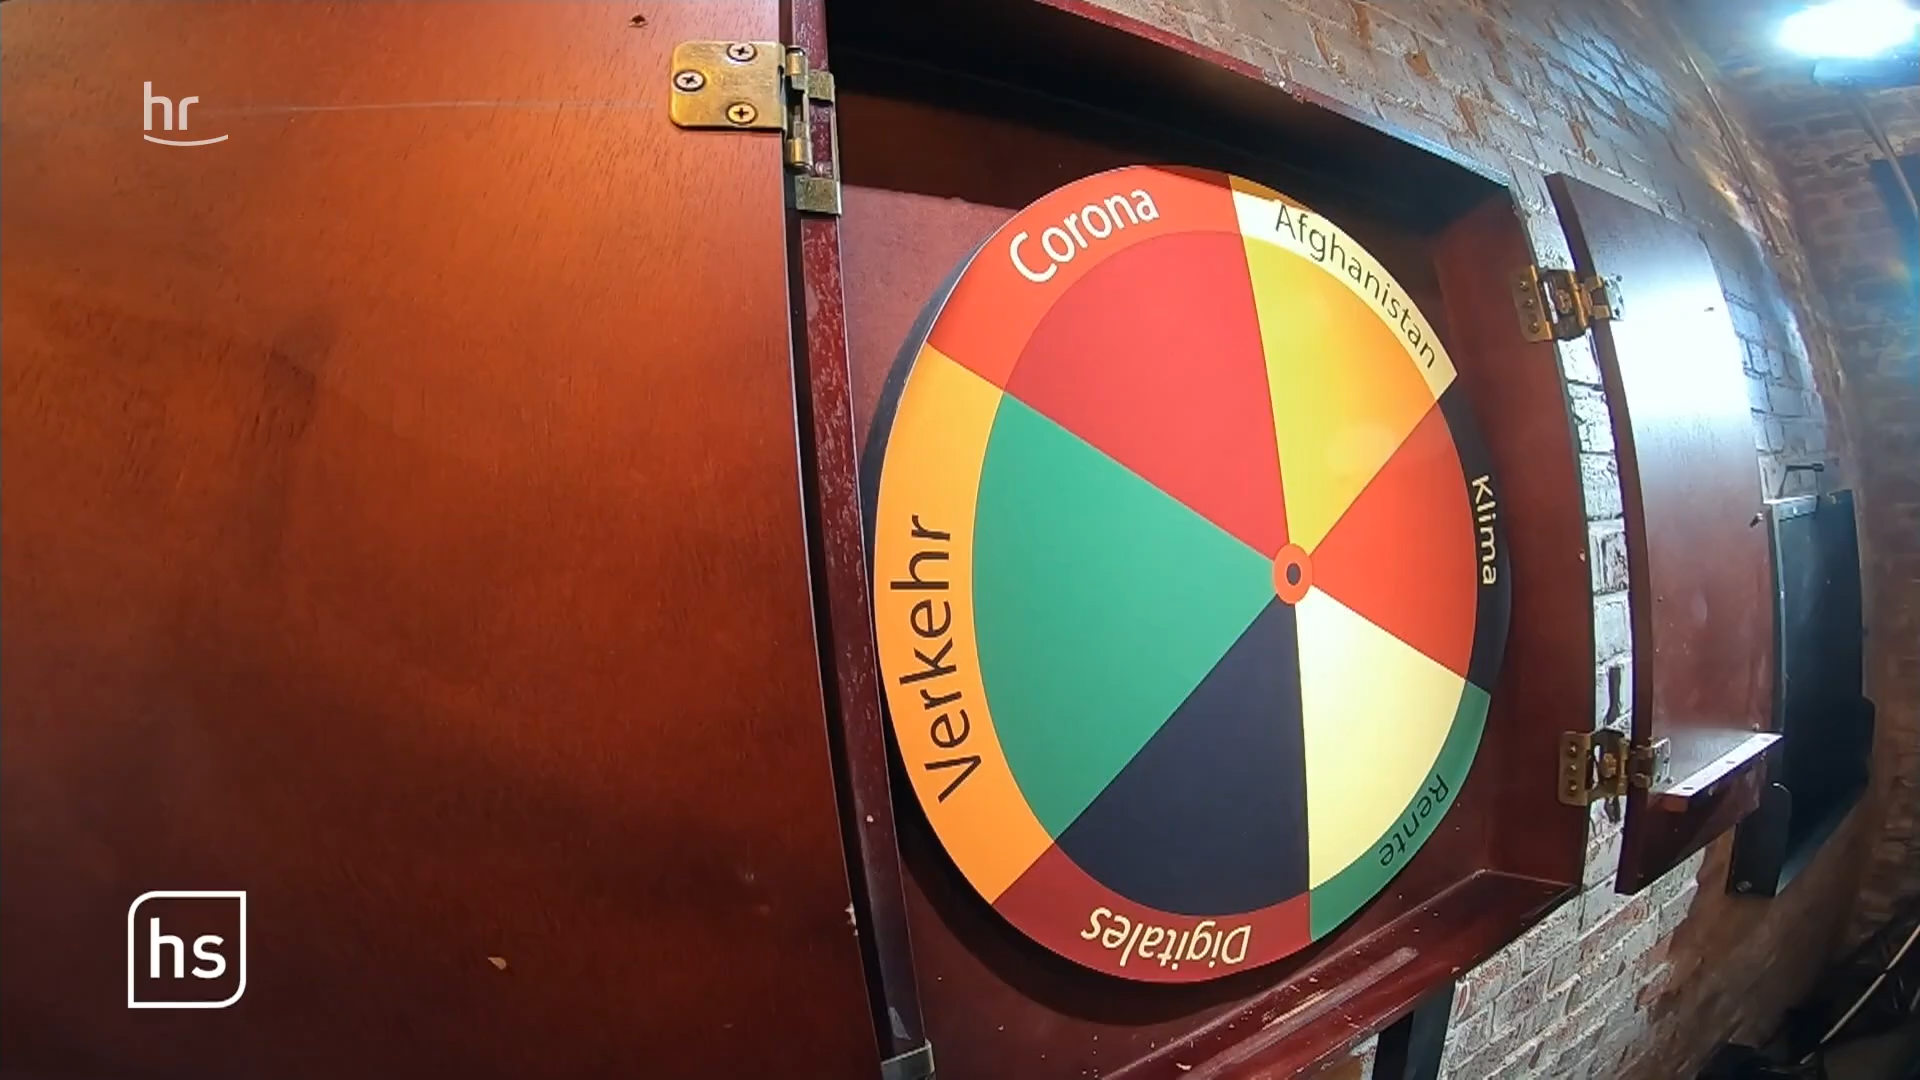 hr
Corona
Afghanistan
Klima
Verkehr
Rente
Digitales
hs